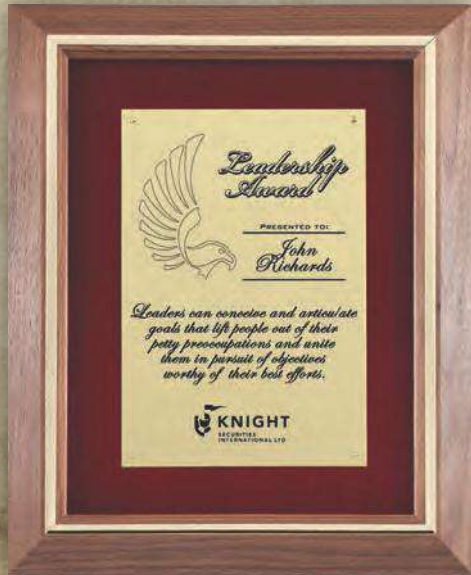 Leadership
Award
PRESENTED TO:
John
Richards
Leaders can conceive and articulate
goals that lift people out of their
petty preoccupations and unite
them in pursuit of objectives
worthy of their best efforts.
KNIGHT
SECURITIES
INTERNATIONAL LTD